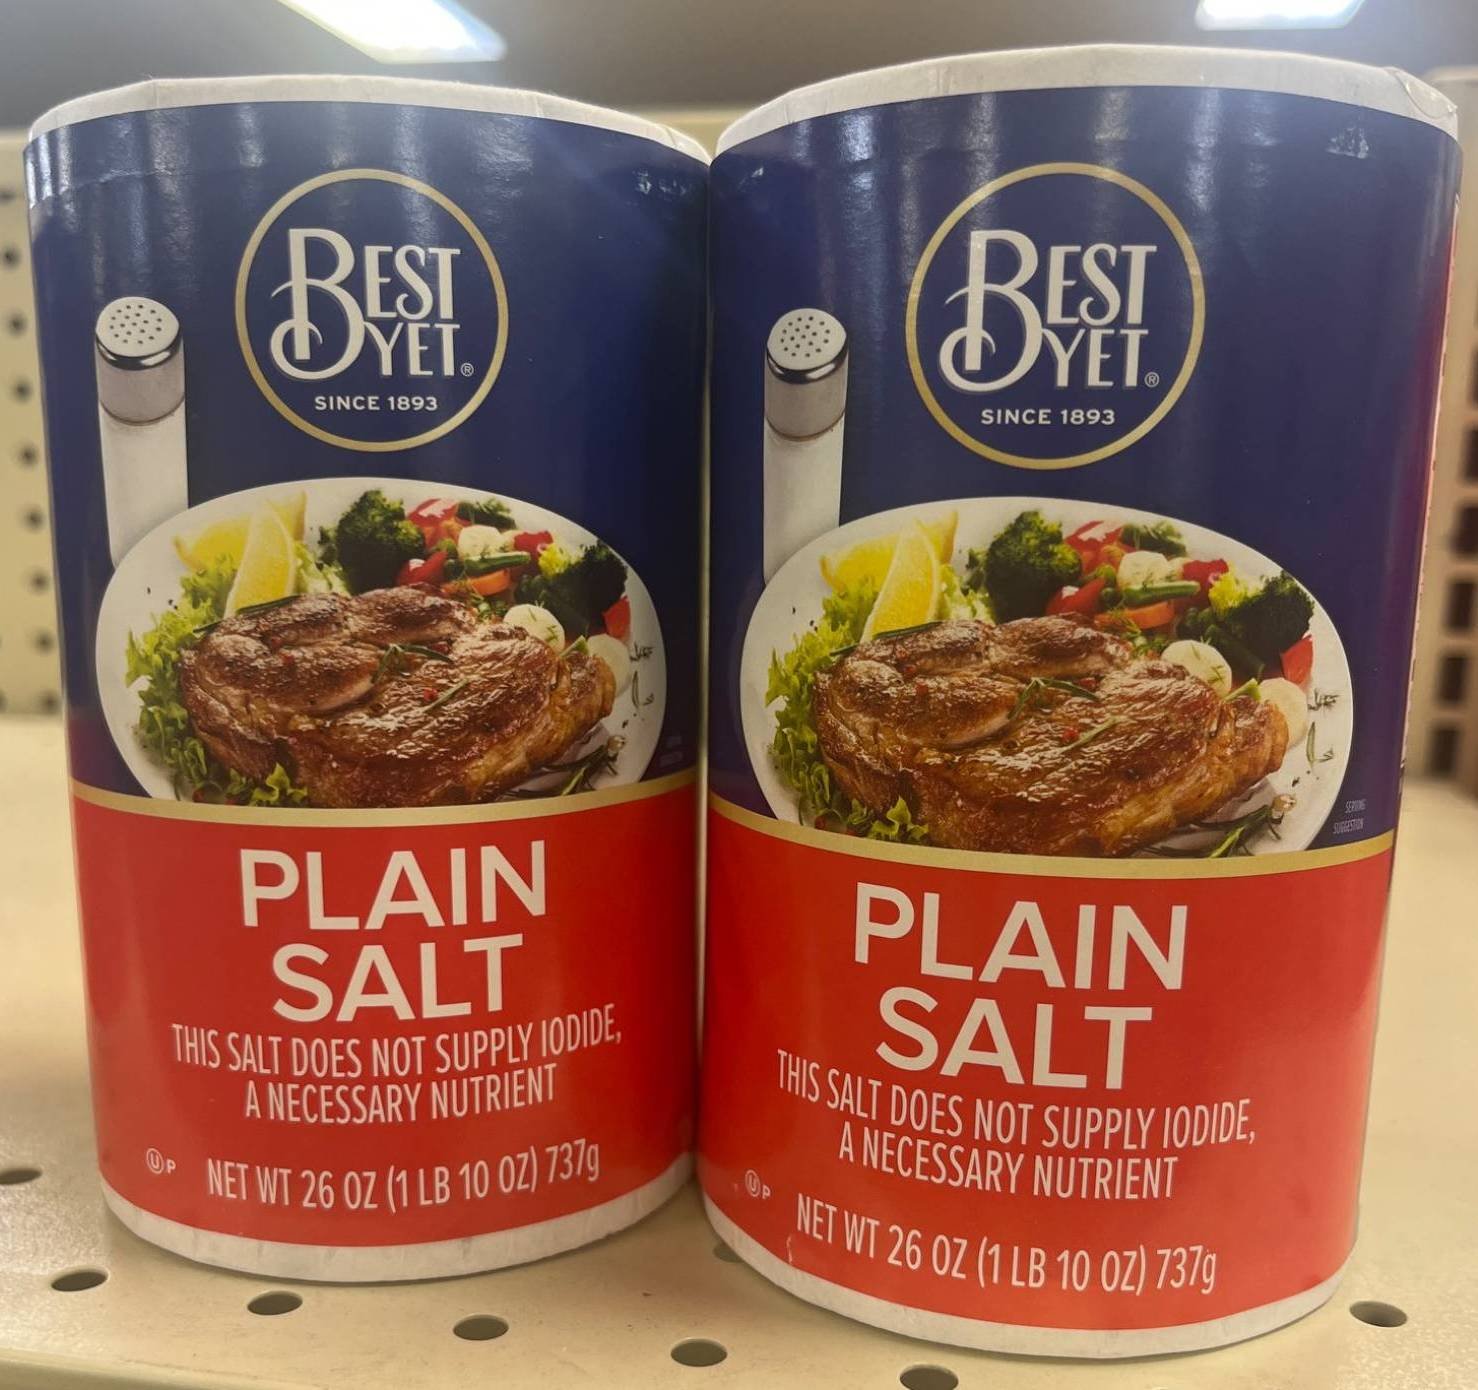 BEST
YET®
SINCE 1893
PLAIN
SALT
THIS SALT DOES NOT SUPPLY IODIDE,
A NECESSARY NUTRIENT
Ⓤ P NET WT 26 OZ (1 LB 10 OZ) 737g
BEST
YET®
SINCE 1893
SERVING
SUGGESTION
PLAIN
SALT
THIS SALT DOES NOT SUPPLY IODIDE,
A NECESSARY NUTRIENT
Ⓤ P NET WT 26 OZ (1 LB 10 OZ) 737g